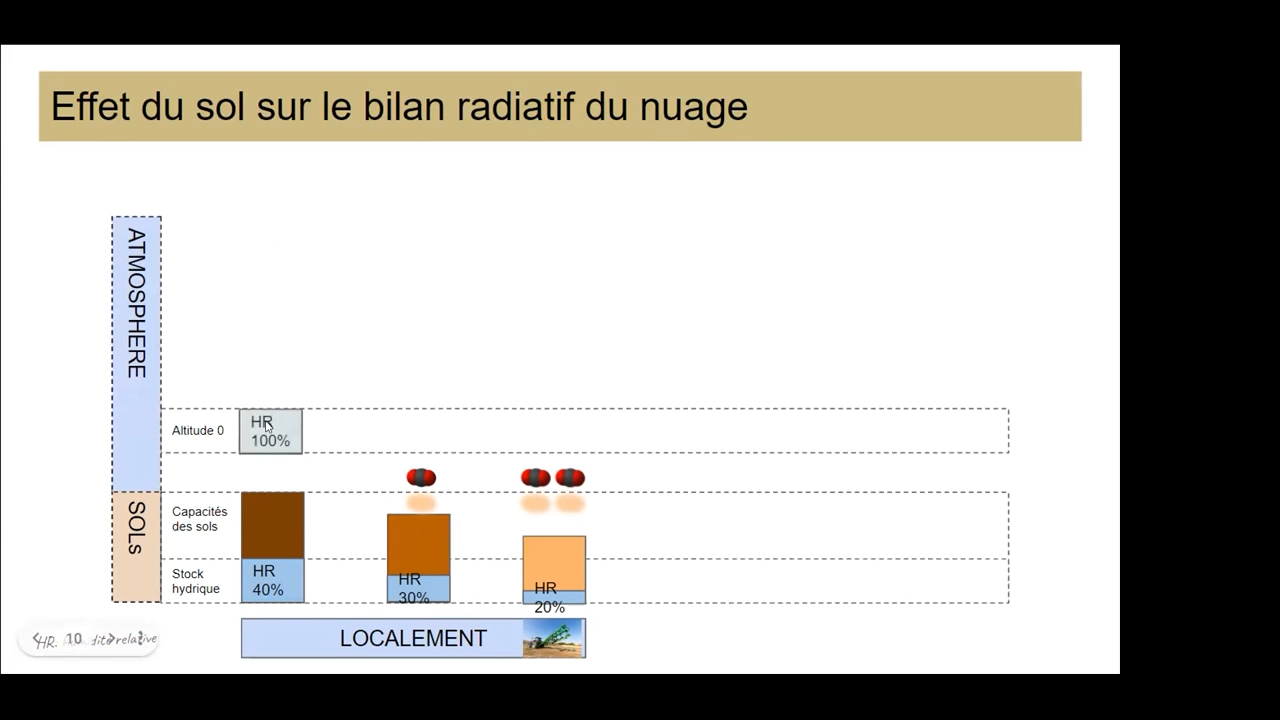 Effet du sol sur le bilan radiatif du nuage
ATMOSPHERE
Altitude 0
HR
100%
SOLs
Capacités
des sols
Stock
hydrique
HR
40%
HR
30%
HR
20%
LOCALEMENT
HR.
10
relative